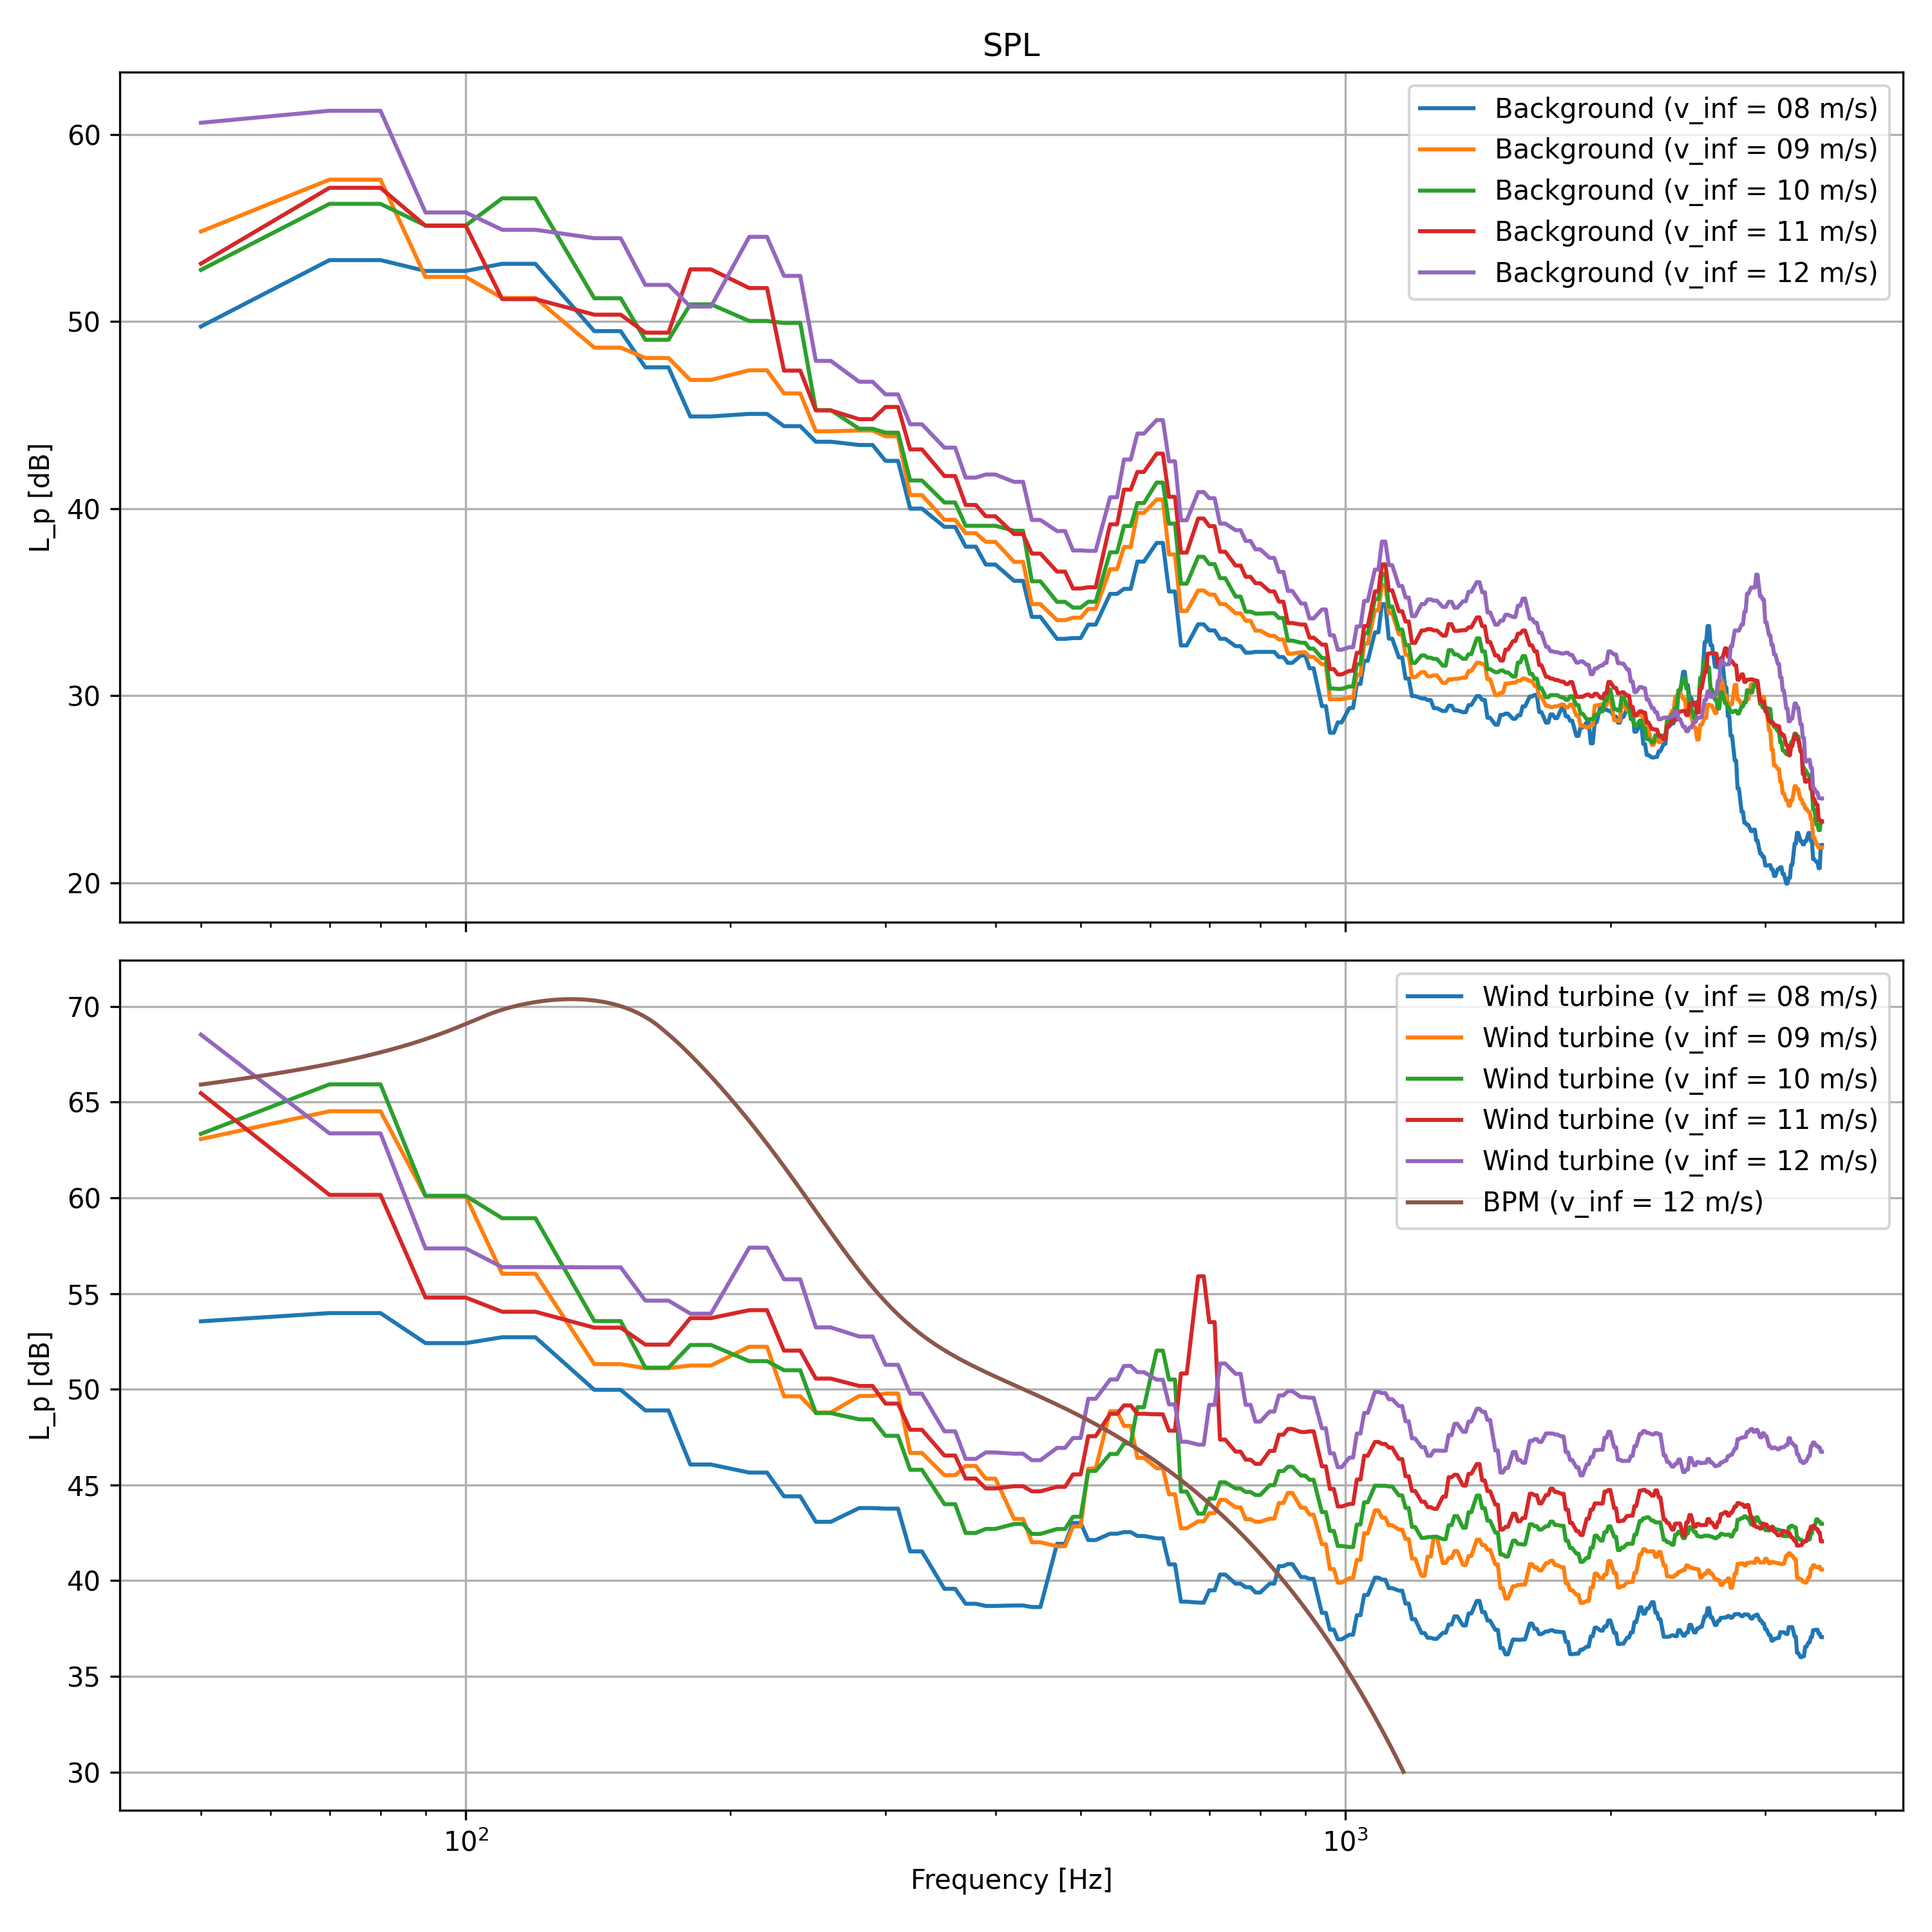 SPL
L_p [dB]
60
50
40
30
20
Background (v_inf = 08 m/s)
Background (v_inf = 09 m/s)
Background (v_inf = 10 m/s)
Background (v_inf = 11 m/s)
Background (v_inf = 12 m/s)
L_p [dB]
70
65
60
55
50
45
40
35
30
Wind turbine (v_inf = 08 m/s)
Wind turbine (v_inf = 09 m/s)
Wind turbine (v_inf = 10 m/s)
Wind turbine (v_inf = 11 m/s)
Wind turbine (v_inf = 12 m/s)
BPM (v_inf = 12 m/s)
10² 10³
Frequency [Hz]